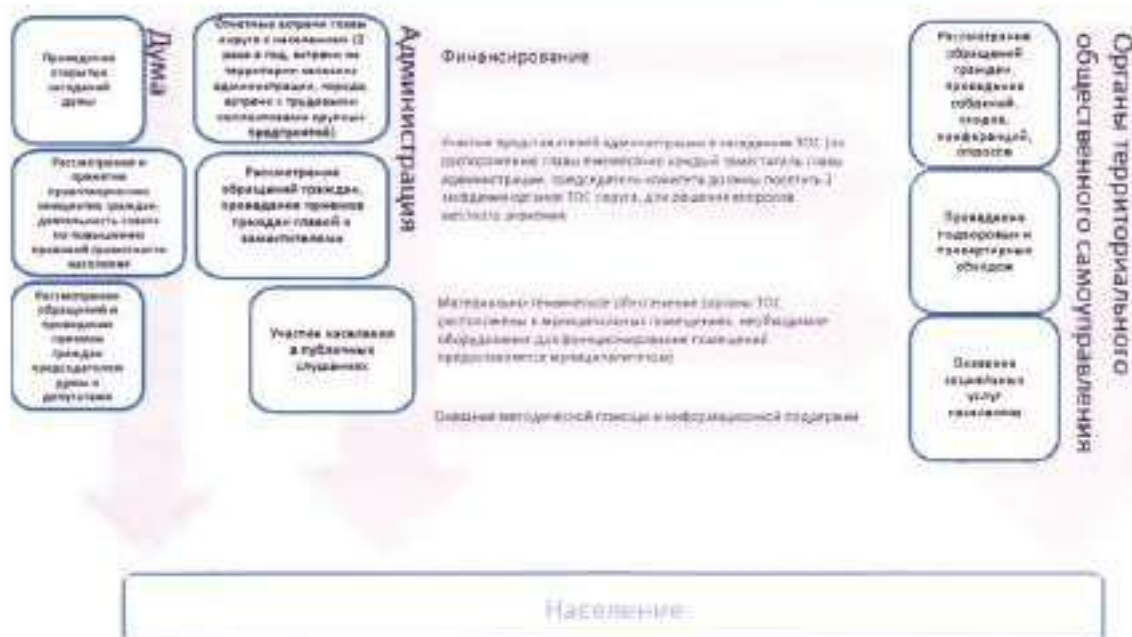 Дума
Проведение
открытых
заседаний
думы
Рассмотрение и
принятие
правотворческих
инициатив граждан,
деятельность совета
по повышению
правовой грамотности
населения
Рассмотрение
обращений и
проведение
приемов
граждан
председателем
думы и
депутатами
Администрация
Отчетные встречи главы
округа с населением (2
раза в год, встречи на
территории сельских
администраций, города,
встречи с трудовыми
коллективами крупных
предприятий)
Рассмотрение
обращений граждан,
проведение приемов
граждан главой и
заместителями
Участие населения
в публичных
слушаниях
Финансирование
Участие представителей администрации в заседаниях ТОС (по
распоряжению главы ежемесячно каждый заместитель главы
администрации, председатель комитета должны посетить 2
заседания органов ТОС округа, для решения вопросов
местного значения
Материально-техническое обеспечение (органы ТОС
расположены в муниципальных помещениях, необходимое
оборудование для функционирования помещений
предоставляется муниципалитетом)
Оказание методической помощи и информационной поддержки
Органы территориального
общественного самоуправления
Рассмотрение
обращений
граждан,
проведение
собраний,
сходов,
конференций,
опросов
Проведение
подворовых и
поквартирных
обходов
Оказание
социальных
услуг
населению
Население